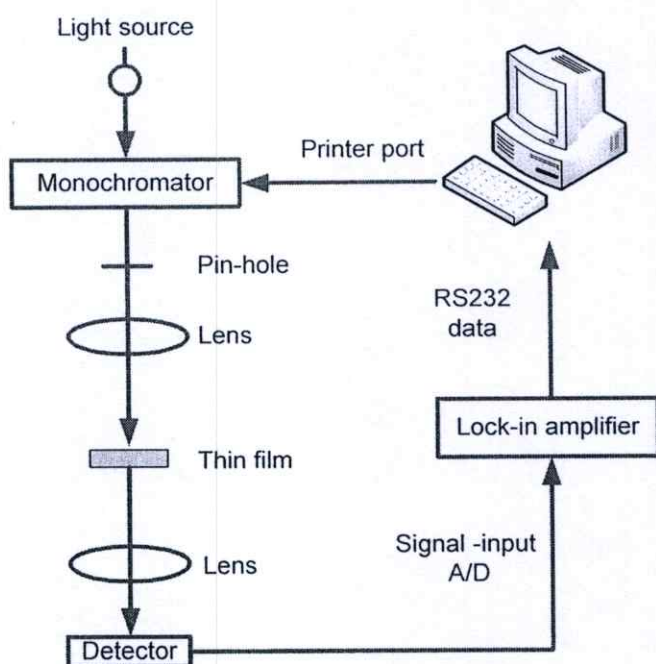 Light source
Printer port
Monochromator
Pin-hole
RS232
data
Lens
Lock-in amplifier
Thin film
Signal -input
A/D
Lens
Detector